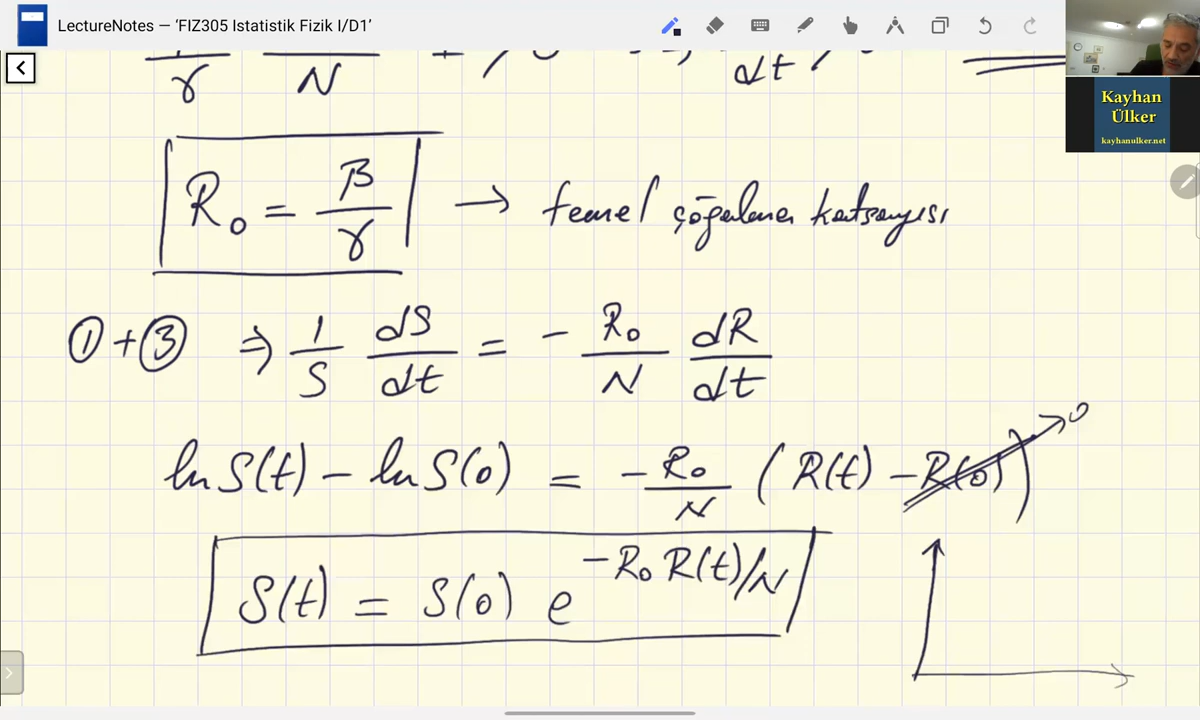 LectureNotes — ‘FIZ305 Istatistik Fizik I/D1’
Kayhan
Ülker
kayhanulker.net
γ N dt
R₀ = β/γ → temel çoğalma katsayısı
①+③ ⇒ 1/S dS/dt = - R₀/N dR/dt
ln S(t) - ln S(0) = -R₀/N (R(t) - R(0)) → 0
S(t) = S(0) e^{-R₀ R(t)/N}